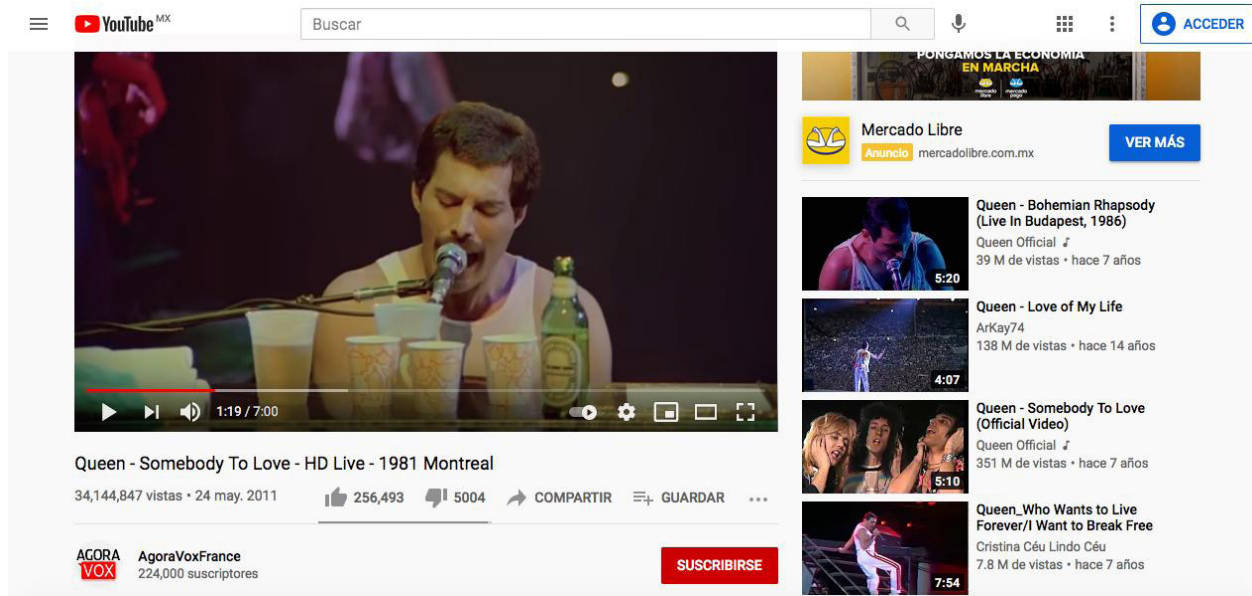 YouTube MX
Buscar
ACCEDER
PONGAMOS LA ECONOMÍA
EN MARCHA
mercado libre
mercado pago
Mercado Libre
Anuncio mercadolibre.com.mx
VER MÁS
1:19 / 7:00
Queen - Somebody To Love - HD Live - 1981 Montreal
34,144,847 vistas • 24 may. 2011
256,493
5004
COMPARTIR
GUARDAR
AGORA
VOX
AgoraVoxFrance
224,000 suscriptores
SUSCRIBIRSE
5:20
Queen - Bohemian Rhapsody
(Live In Budapest, 1986)
Queen Official
39 M de vistas • hace 7 años
4:07
Queen - Love of My Life
ArKay74
138 M de vistas • hace 14 años
5:10
Queen - Somebody To Love
(Official Video)
Queen Official
351 M de vistas • hace 7 años
7:54
Queen_Who Wants to Live
Forever/I Want to Break Free
Cristina Céu Lindo Céu
7.8 M de vistas • hace 7 años